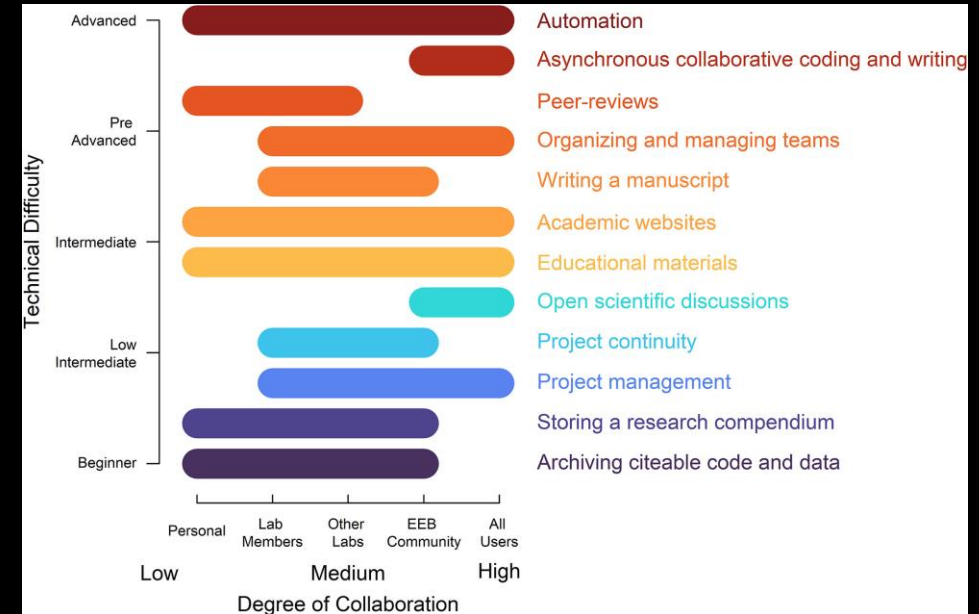 Advanced
Automation
Asynchronous collaborative coding and writing
Peer-reviews
Pre
Advanced
Organizing and managing teams
Writing a manuscript
Academic websites
Intermediate
Educational materials
Open scientific discussions
Low
Intermediate
Project continuity
Project management
Storing a research compendium
Beginner
Archiving citeable code and data
Technical Difficulty
Personal
Lab
Members
Other
Labs
EEB
Community
All
Users
Low
Medium
High
Degree of Collaboration